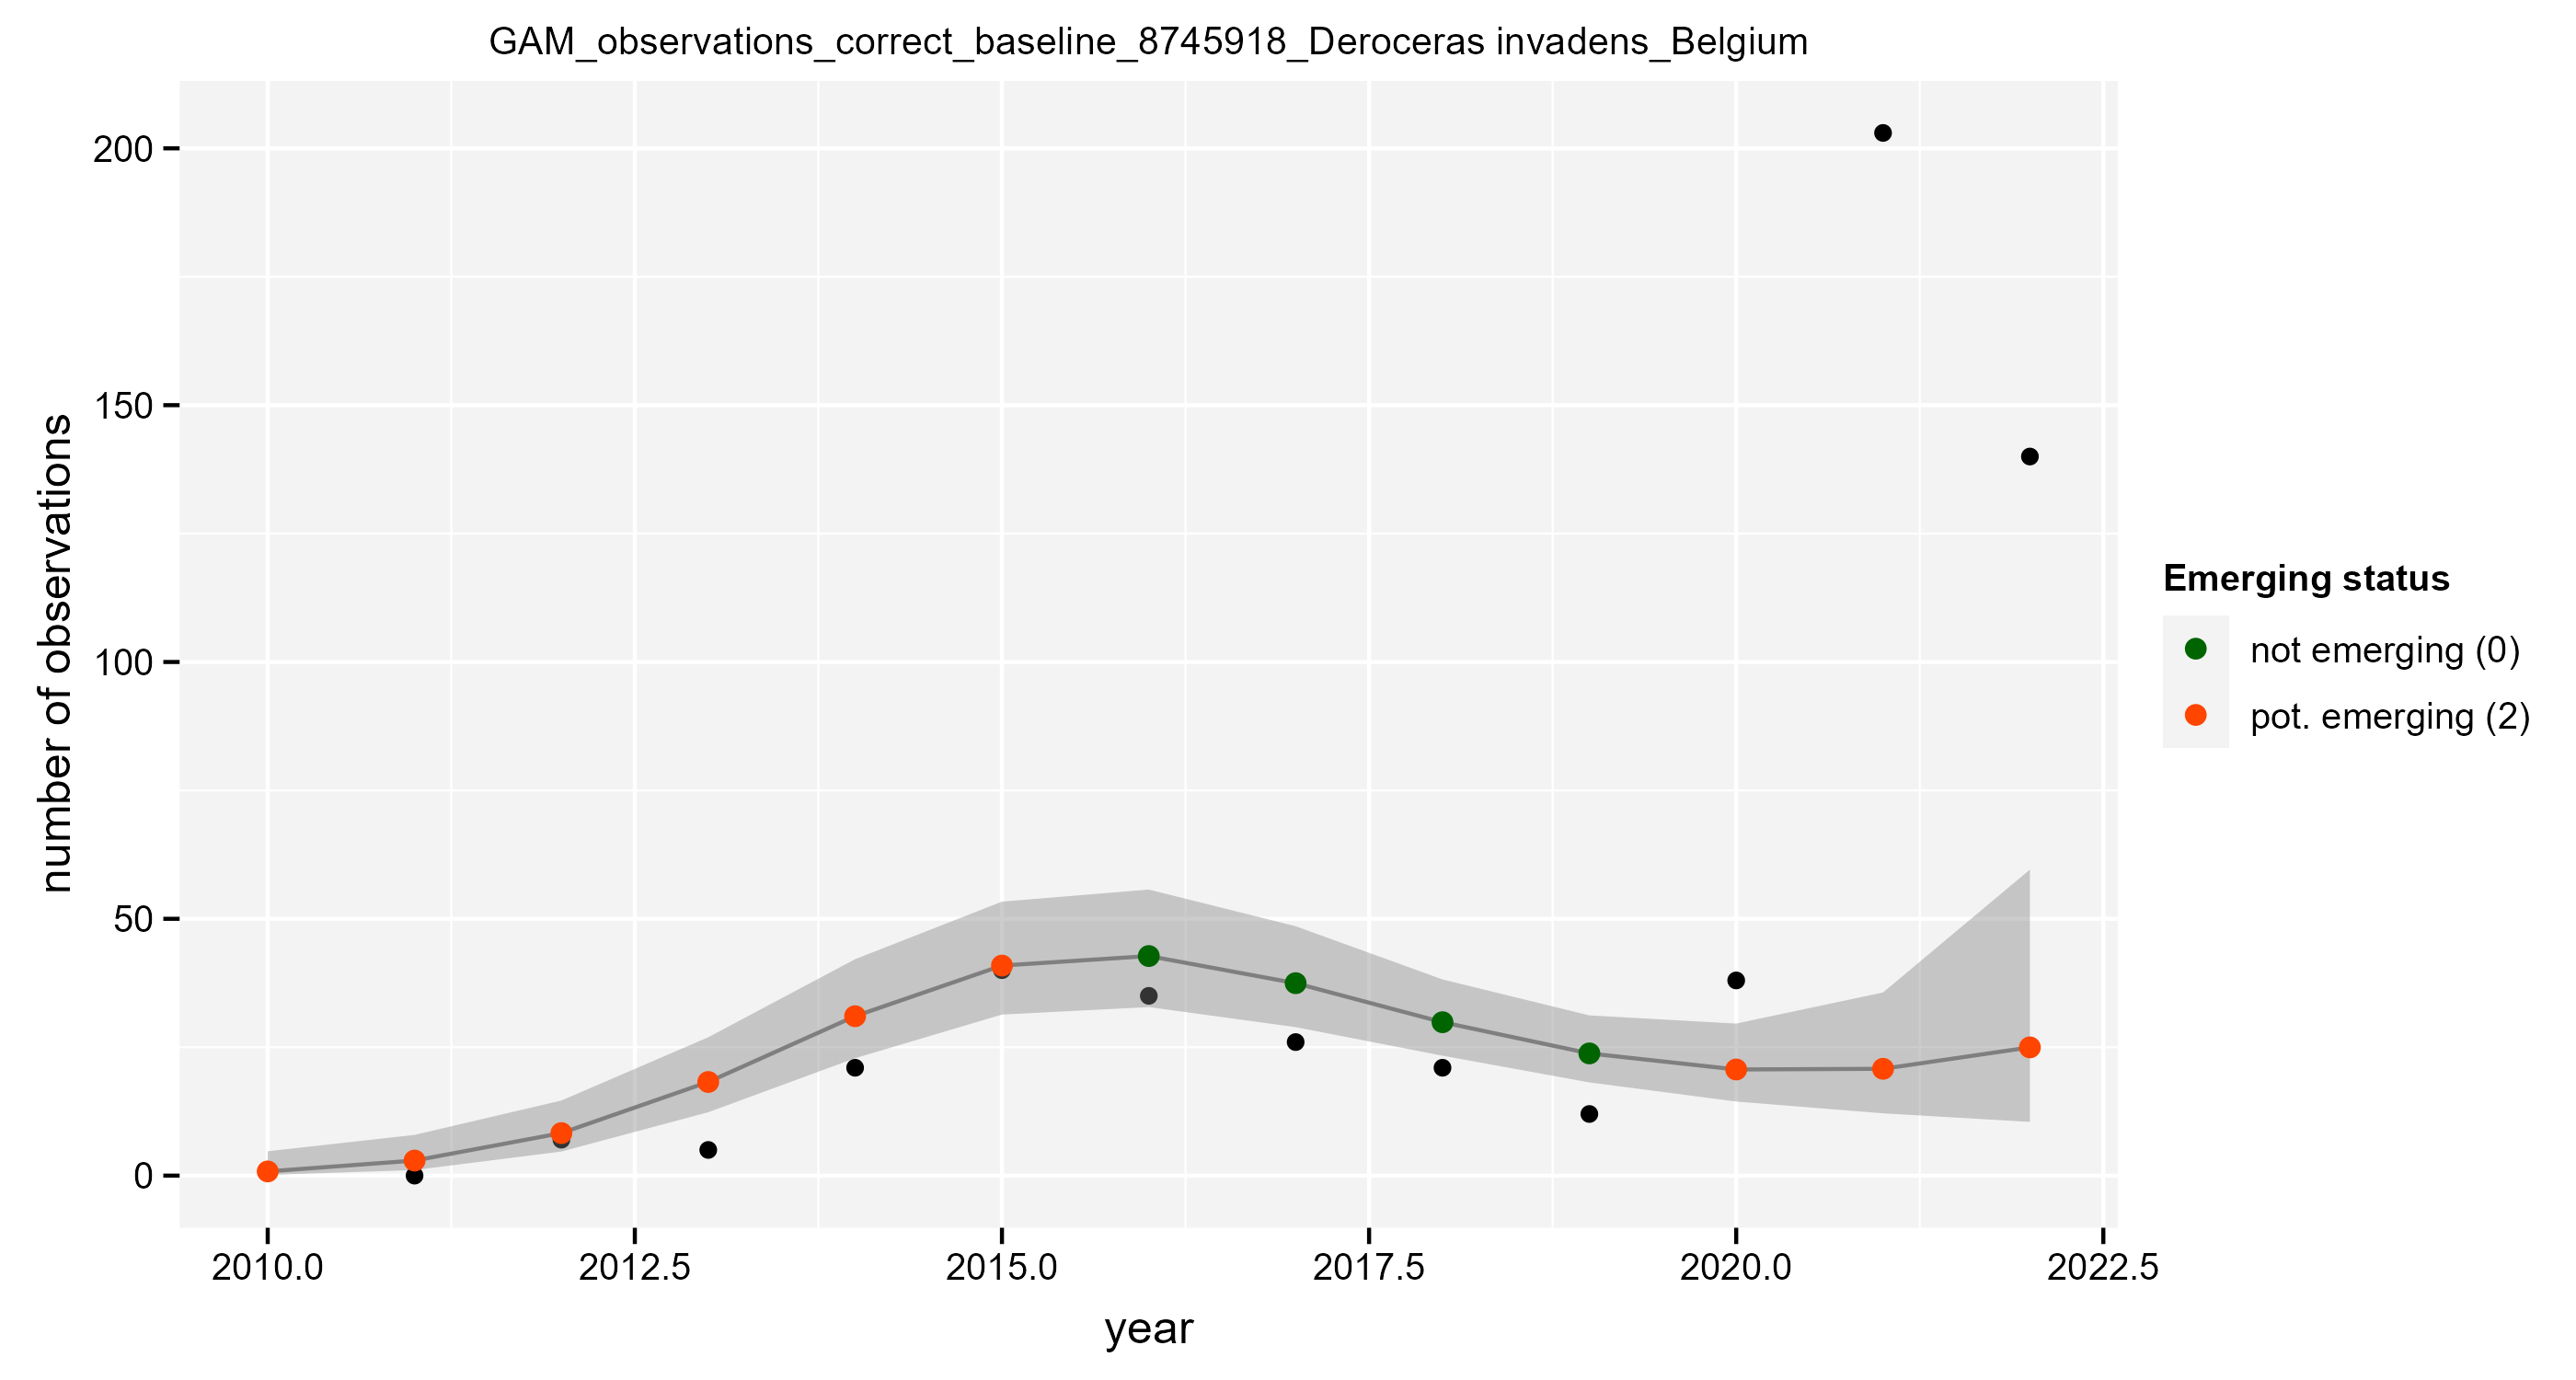 GAM_observations_correct_baseline_8745918_Deroceras invadens_Belgium
number of observations
200
150
100
50
0
2010.0 2012.5 2015.0 2017.5 2020.0 2022.5
year
Emerging status
not emerging (0)
pot. emerging (2)